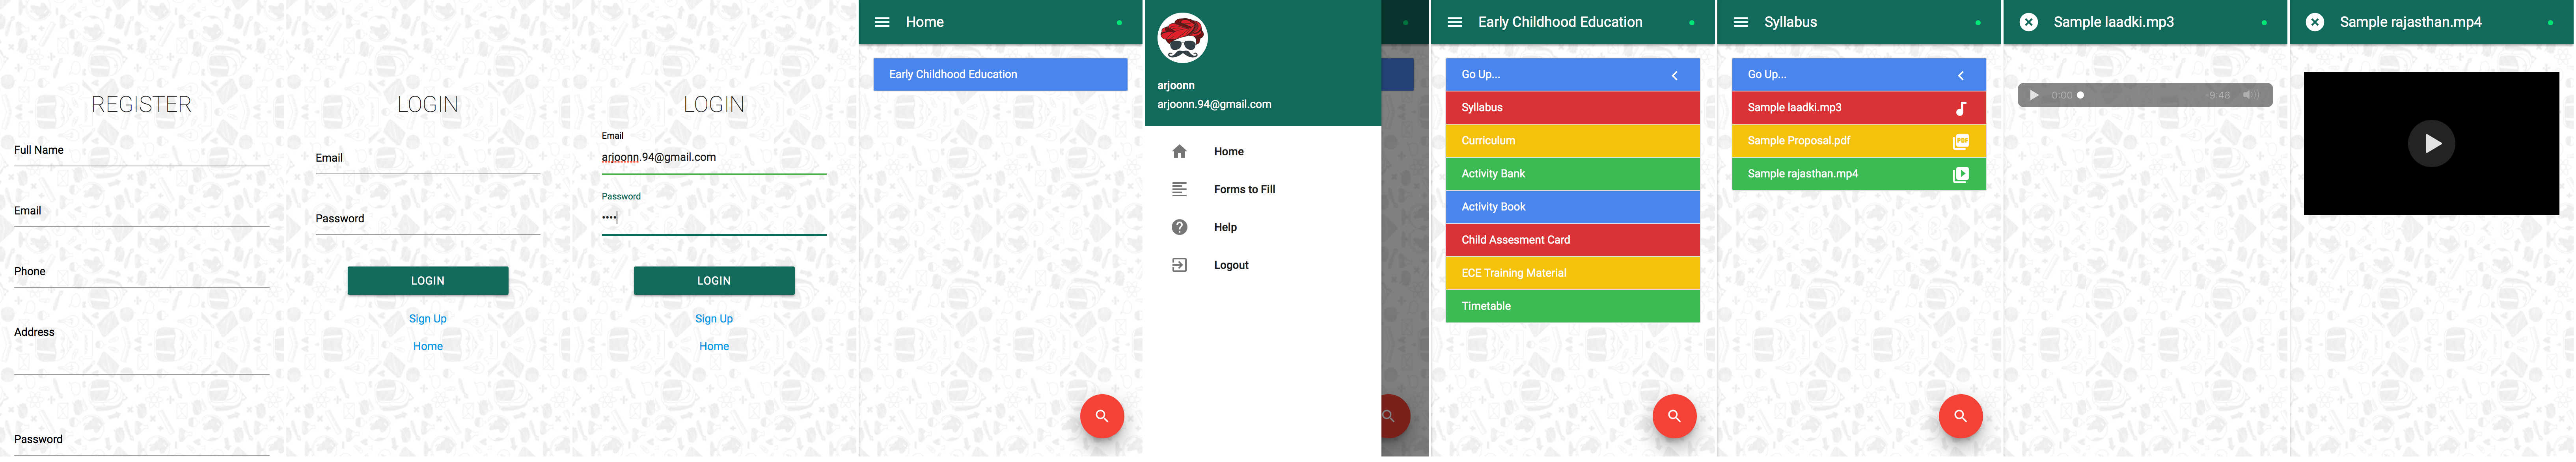 REGISTER
Full Name
Email
Phone
Address
Password
LOGIN
Email
Password
LOGIN
Sign Up
Home
LOGIN
Email
arjoonn.94@gmail.com
Password
••••
LOGIN
Sign Up
Home
Home
Early Childhood Education
arjoonn
arjoonn.94@gmail.com
Home
Forms to Fill
Help
Logout
Early Childhood Education
Go Up...
Syllabus
Curriculum
Activity Bank
Activity Book
Child Assesment Card
ECE Training Material
Timetable
Syllabus
Go Up...
Sample laadki.mp3
Sample Proposal.pdf
PDF
Sample rajasthan.mp4
Sample laadki.mp3
0:00 -9:48
Sample rajasthan.mp4